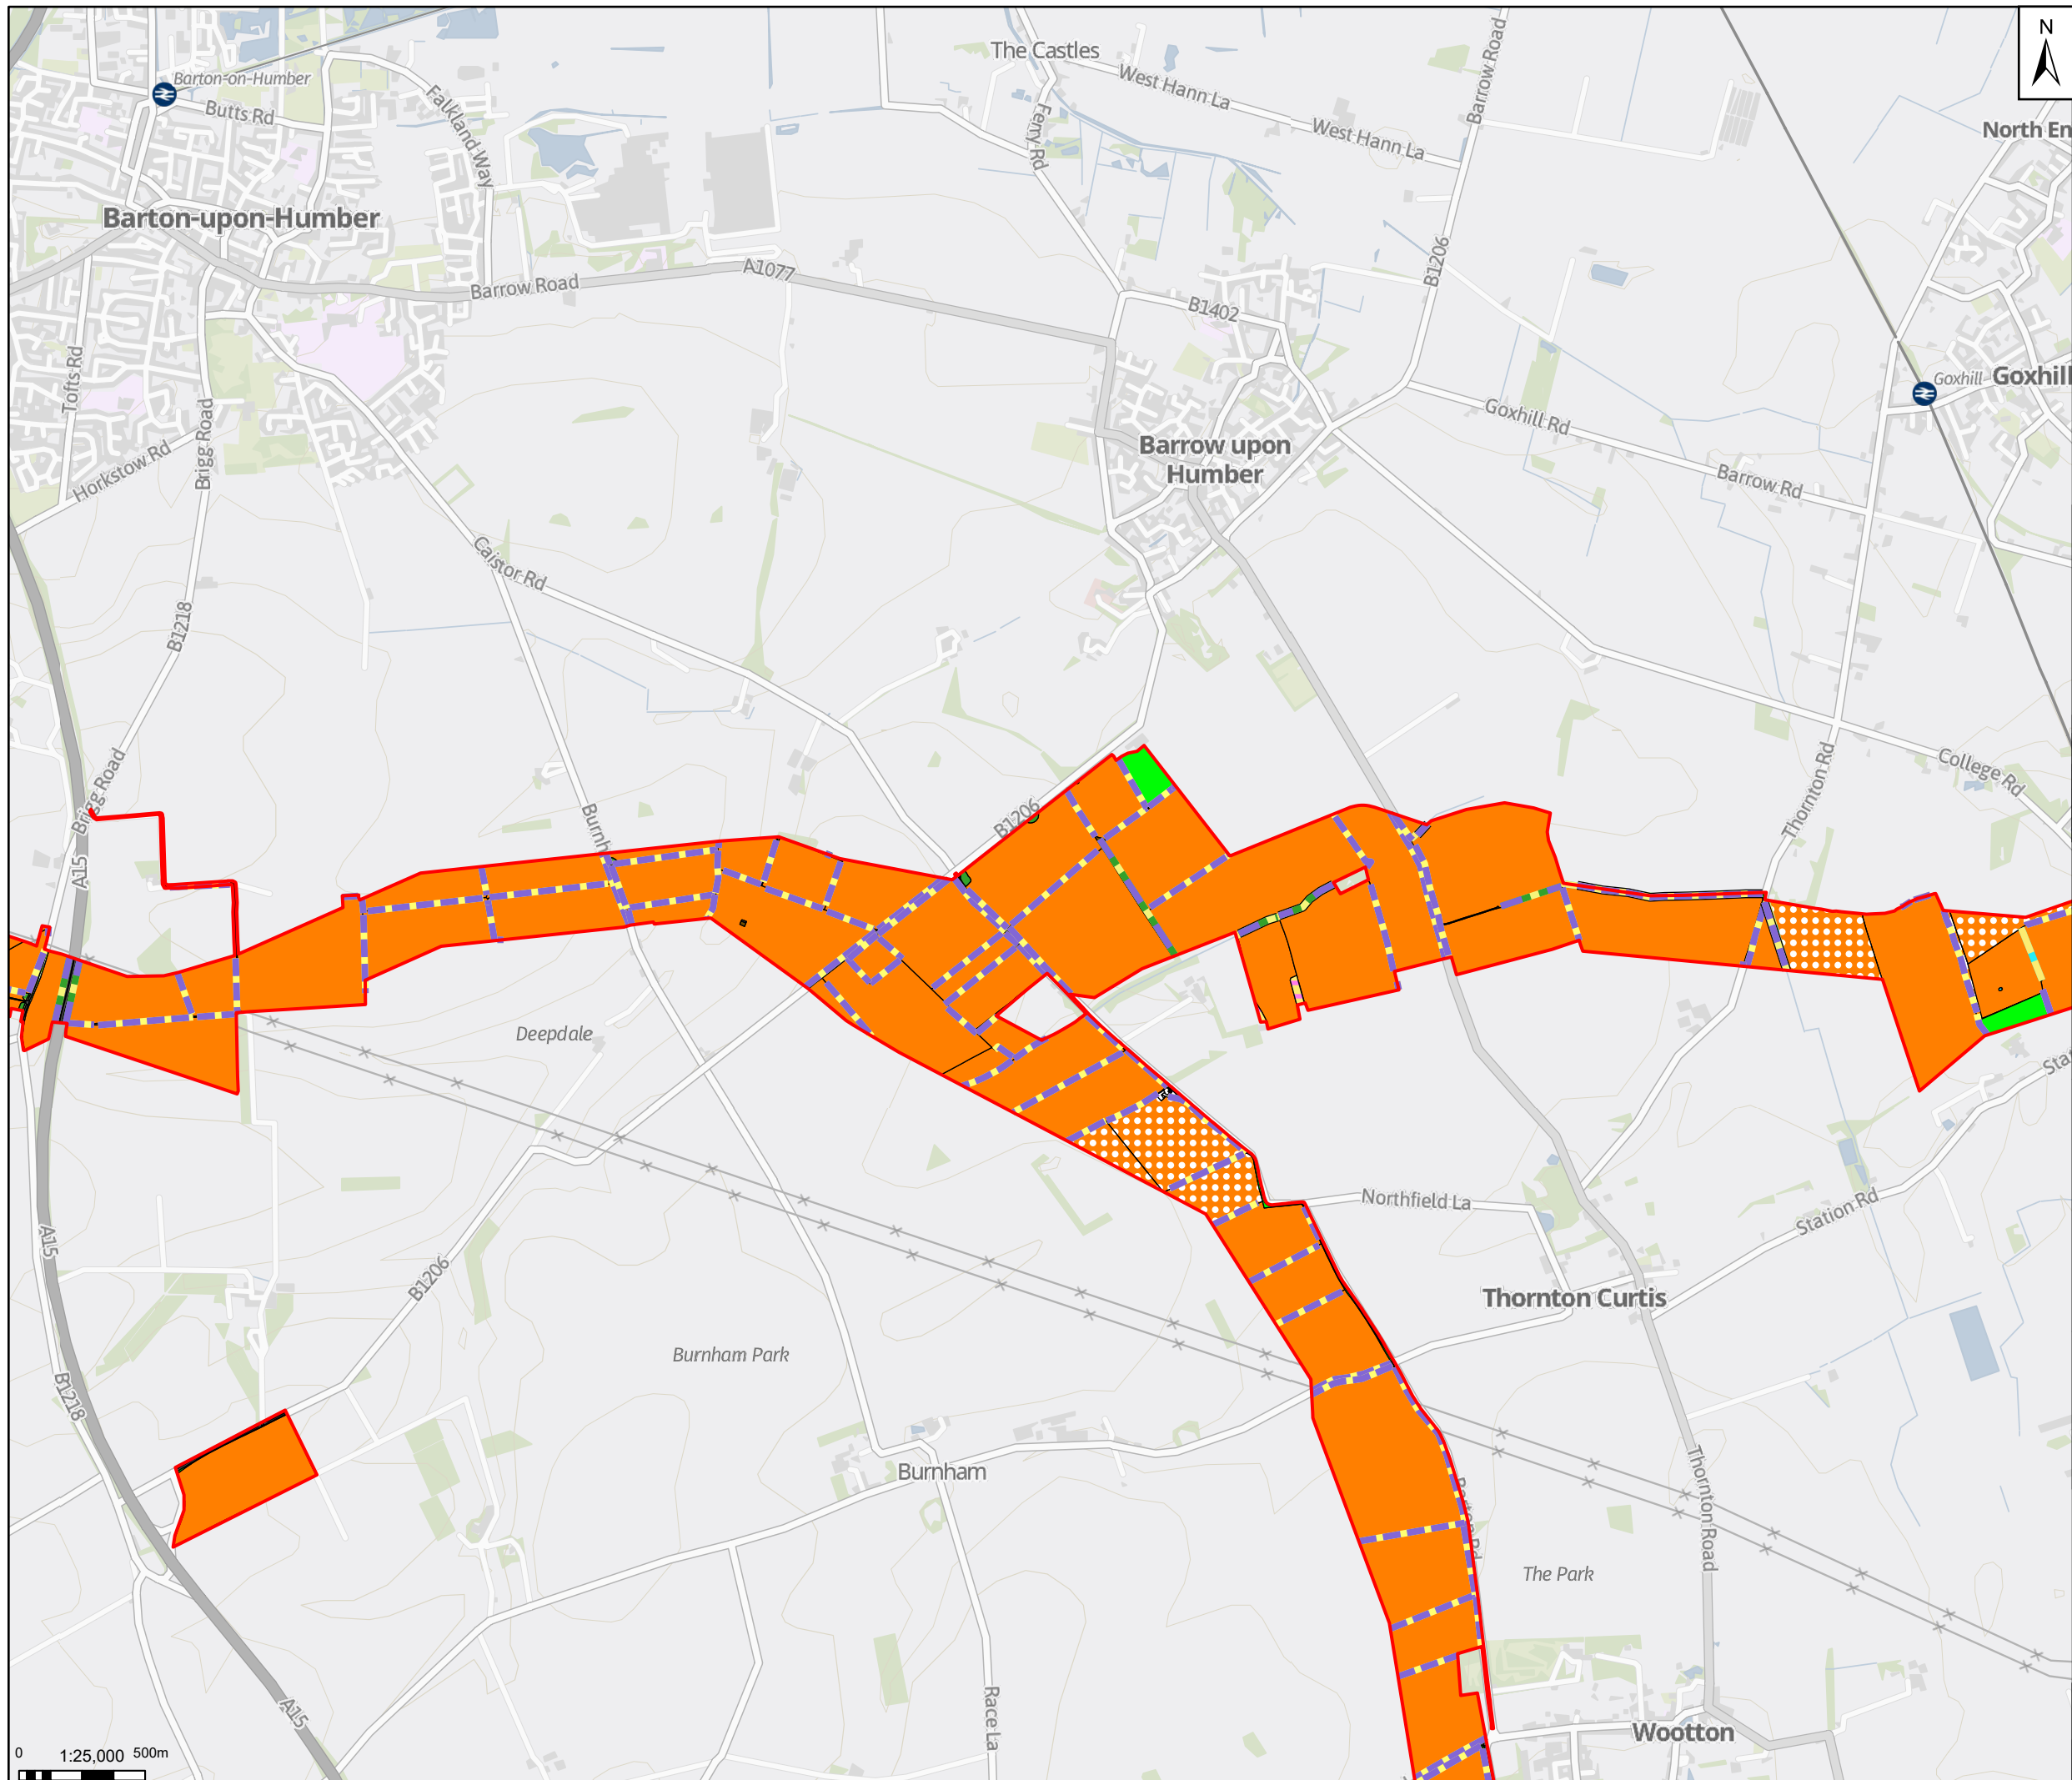 N
The Castles
West Hann La
Barrow Road
Barton-on-Humber
Butts Rd
Falkland Way
Ferry Rd
West Hann La
Barton-upon-Humber
A1077
Barrow Road
B1402
B1206
Tofts Rd
Goxhill
Goxhill
Brigg Road
Goxhill Rd
Barrow upon
Humber
Horkstow Rd
Barrow Rd
Caistor Rd
B1218
Thornton Rd
College Rd
Brigg Road
B1206
A15
Deepdale
Northfield La
Station Rd
A15
B1206
Thornton Curtis
Burnham Park
B1218
Burnham
Thornton Road
The Park
A15
Race La
Wootton
0 1:25,000 500m